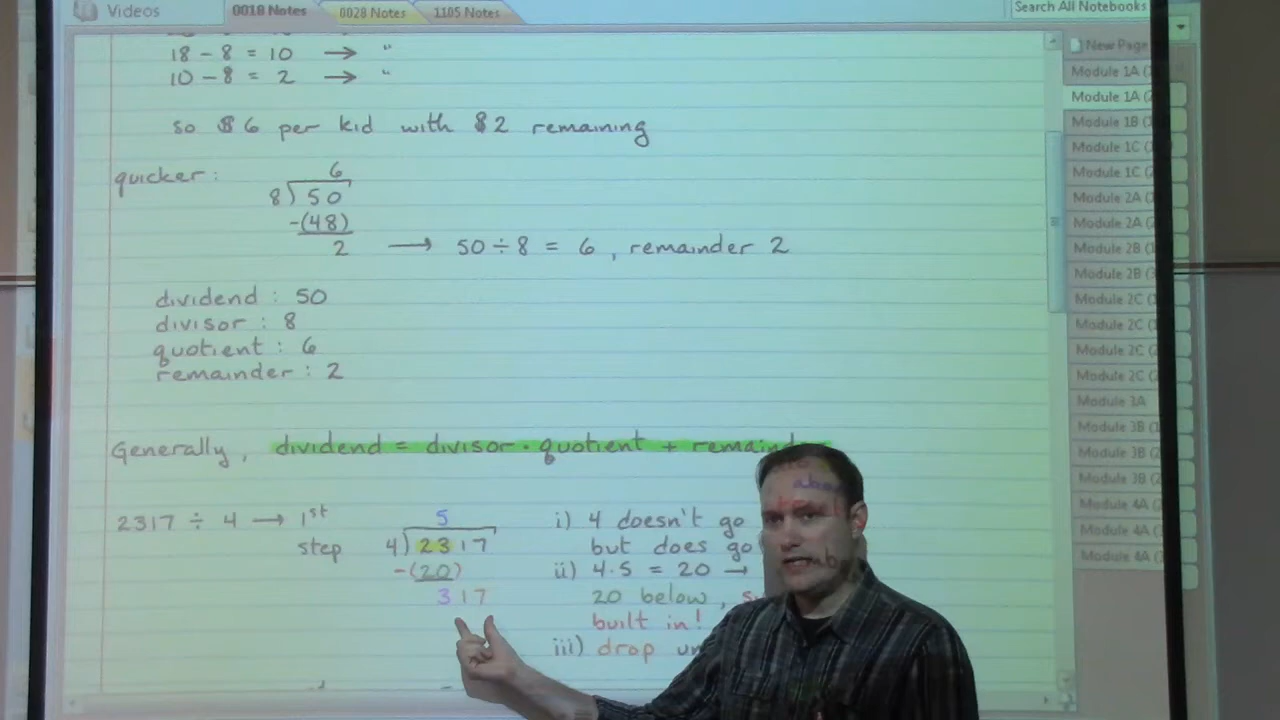 Videos 0018 Notes 0028 Notes 1105 Notes Search All Notebooks
18 - 8 = 10 → "
10 - 8 = 2 → "
so $6 per kid with $2 remaining
quicker: 6
8)50
-(48)
2 → 50 ÷ 8 = 6, remainder 2
dividend : 50
divisor : 8
quotient : 6
remainder : 2
Generally, dividend = divisor · quotient + remainder
2317 ÷ 4 → 1st 5
step 4)2317
-(20)
317
i) 4 doesn't go
but does go
ii) 4·5 = 20 →
20 below,
built in!
iii) drop
New Page
Module 1A
Module 1A
Module 1B
Module 1C
Module 1C
Module 2A
Module 2A
Module 2B
Module 2B
Module 2C
Module 2C
Module 2C
Module 2C
Module 3A
Module 3B
Module 3B
Module 3B
Module 4A
Module 4A
Module 4A